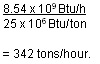 8.54 x 10⁹ Btu/h
25 x 10⁶ Btu/ton
= 342 tons/hour.